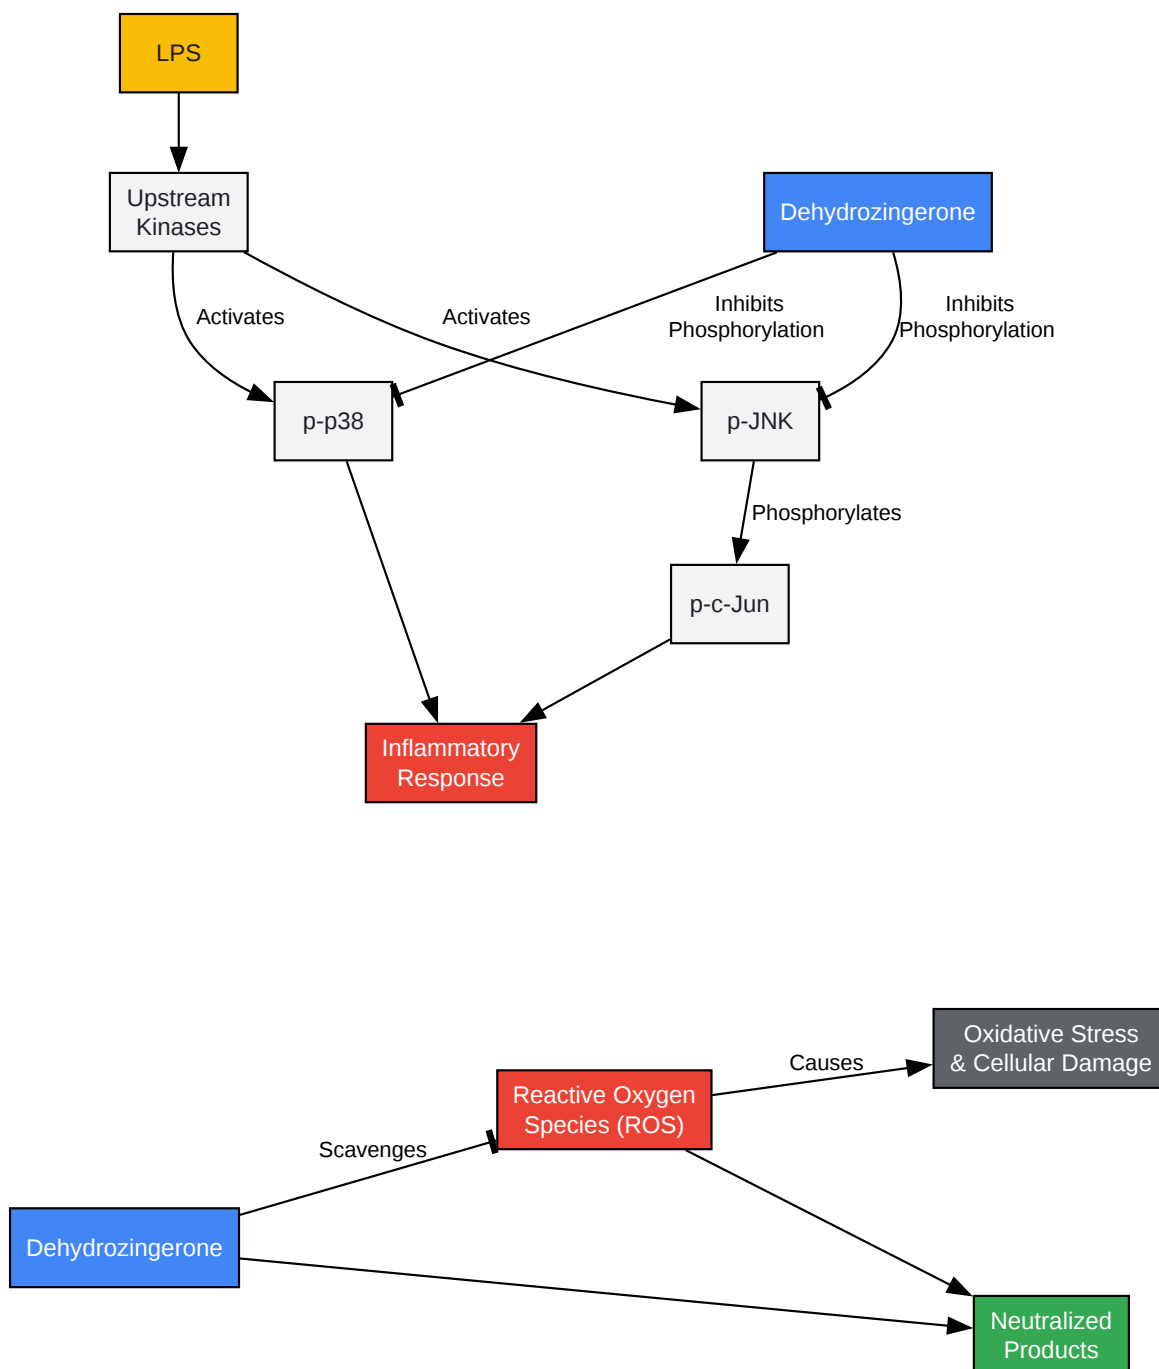 LPS
Upstream
Kinases
Dehydrozingerone
Activates
Activates
Inhibits
Phosphorylation
Inhibits
Phosphorylation
p-p38
p-JNK
Phosphorylates
p-c-Jun
Inflammatory
Response
Oxidative Stress
& Cellular Damage
Causes
Reactive Oxygen
Species (ROS)
Scavenges
Dehydrozingerone
Neutralized
Products